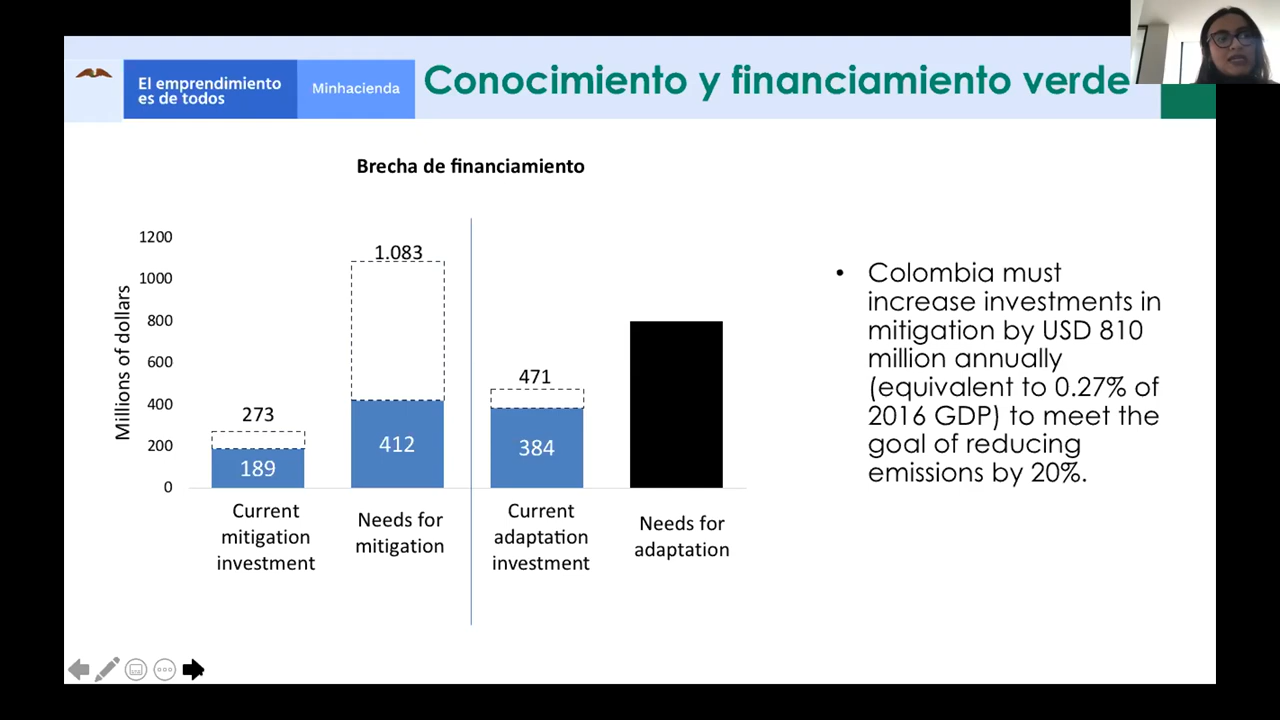 El emprendimiento
es de todos
Minhacienda
Conocimiento y financiamiento verde
Brecha de financiamiento
Millions of dollars
1200
1000
800
600
400
200
0
273
189
1.083
412
471
384
Current
mitigation
investment
Needs for
mitigation
Current
adaptation
investment
Needs for
adaptation
• Colombia must
increase investments in
mitigation by USD 810
million annually
(equivalent to 0.27% of
2016 GDP) to meet the
goal of reducing
emissions by 20%.